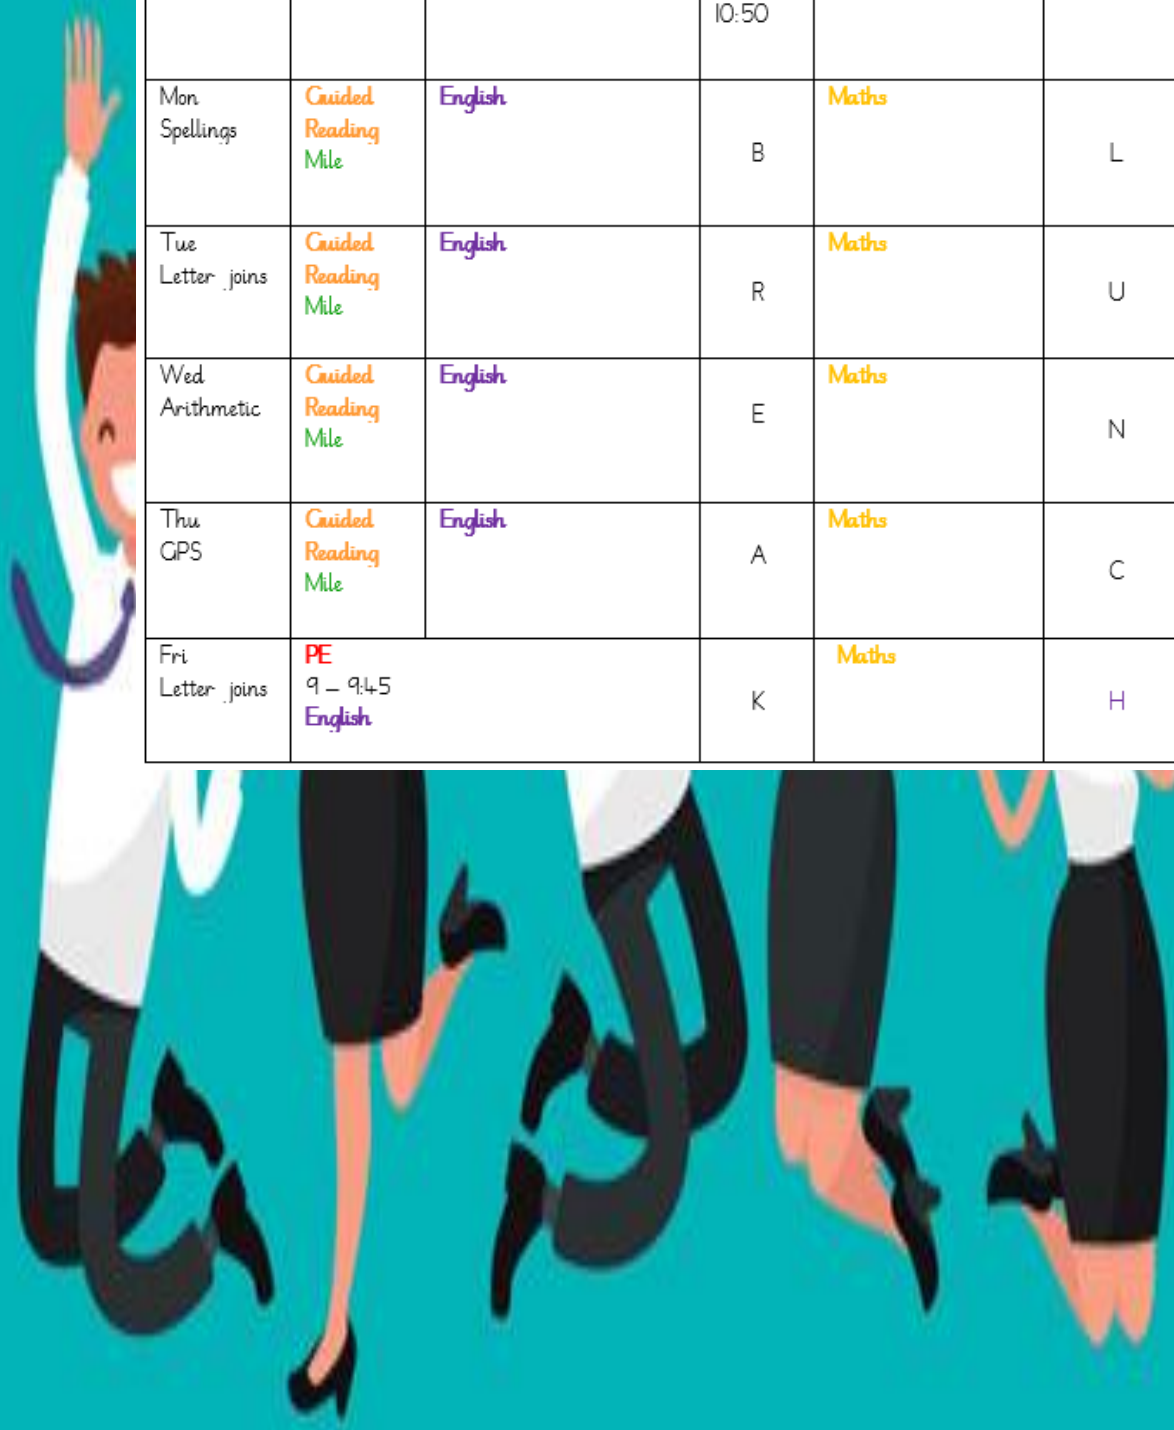 10:50
Mon
Spellings
Guided
Reading
Mile
English
B
Maths
L
Tue
Letter joins
Guided
Reading
Mile
English
R
Maths
U
Wed
Arithmetic
Guided
Reading
Mile
English
E
Maths
N
Thu
GPS
Guided
Reading
Mile
English
A
Maths
C
Fri
Letter joins
PE
9 – 9:45
English
K
Maths
H